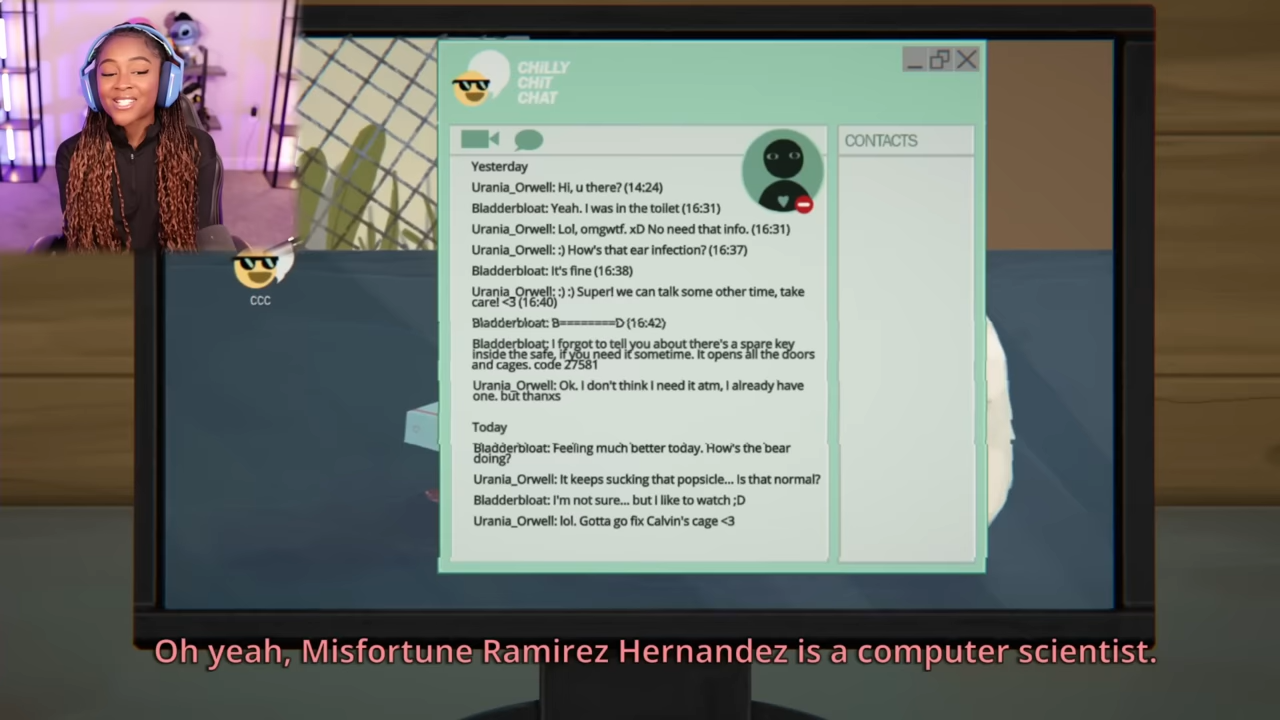 CHILLY
CHIT
CHAT
CONTACTS
Yesterday
Urania_Orwell: Hi, u there? (14:24)
Bladderbloat: Yeah. I was in the toilet (16:31)
Urania_Orwell: Lol, omgwtf. xD No need that info. (16:31)
Urania_Orwell: :) How's that ear infection? (16:37)
Bladderbloat: It's fine (16:38)
Urania_Orwell: :) :) Super! we can talk some other time, take
care! <3 (16:40)
Bladderbloat: B========D (16:42)
Bladderbloat: I forgot to tell you about there's a spare key
inside the safe, if you need it sometime. It opens all the doors
and cages. code 27581
Urania_Orwell: Ok. I don't think I need it atm, I already have
one. but thanxs
Today
Bladderbloat: Feeling much better today. How's the bear
doing?
Urania_Orwell: It keeps sucking that popsicle... Is that normal?
Bladderbloat: I'm not sure... but I like to watch ;D
Urania_Orwell: lol. Gotta go fix Calvin's cage <3
CCC
Oh yeah, Misfortune Ramirez Hernandez is a computer scientist.